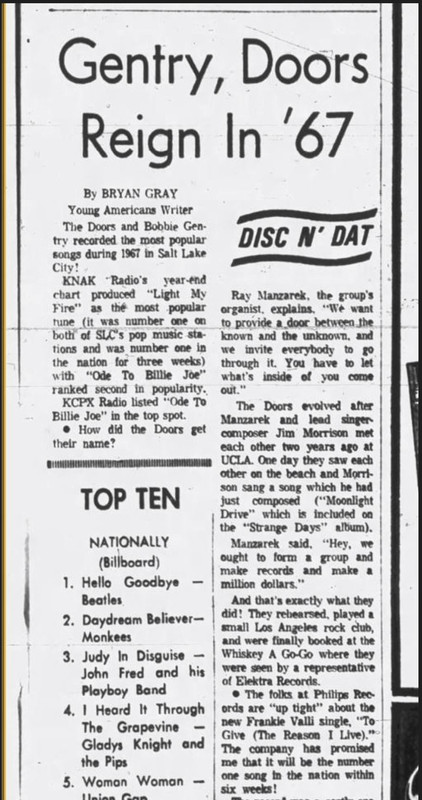 Gentry, Doors
Reign In '67
By BRYAN GRAY
Young Americans Writer
The Doors and Bobbie Gen-
try recorded the most popular
songs during 1967 in Salt Lake
City!
KNAK Radio's year-end
chart produced "Light My
Fire" as the most popular
tune (it was number one on
both of SLC's pop music sta-
tions and was number one in
the nation for three weeks)
with "Ode To Billie Joe"
ranked second in popularity.
KCPX Radio listed "Ode To
Billie Joe" in the top spot.
● How did the Doors get
their name?
DISC N' DAT
Ray Manzarek, the group's
organist, explains, "We want
to provide a door between the
known and the unknown, and
we invite everybody to go
through it. You have to let
what's inside of you come
out."
The Doors evolved after
Manzarek and lead singer-
composer Jim Morrison met
each other two years ago at
UCLA. One day they saw each
other on the beach and Morri-
son sang a song which he had
just composed ("Moonlight
Drive" which is included on
the "Strange Days" album).
Manzarek said, "Hey, we
ought to form a group and
make records and make a
million dollars."
And that's exactly what they
did! They rehearsed, played a
small Los Angeles rock club,
and were finally booked at the
Whiskey A Go-Go where they
were seen by a representative
of Elektra Records.
● The folks at Philips Rec-
ords are "up tight" about the
new Frankie Valli single, "To
Give (The Reason I Live)."
The company has promised
me that it will be the number
one song in the nation within
six weeks!
TOP TEN
NATIONALLY
(Billboard)
1. Hello Goodbye —
Beatles
2. Daydream Believer—
Monkees
3. Judy In Disguise —
John Fred and his
Playboy Band
4. I Heard It Through
The Grapevine —
Gladys Knight and
the Pips
5. Woman Woman —
Union Gap